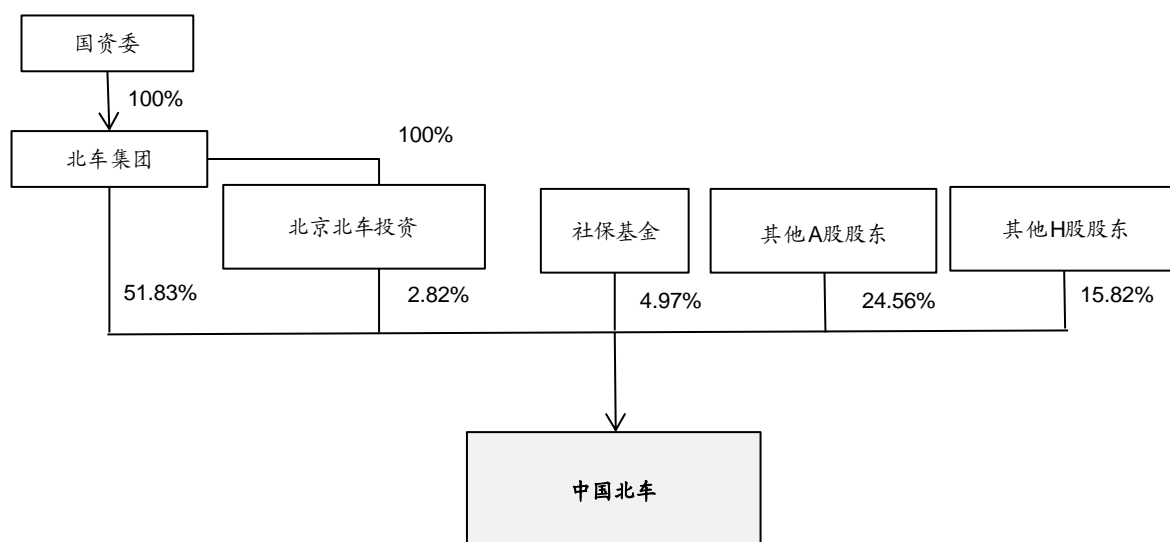 国资委
100%
北车集团
100%
北京北车投资
社保基金
其他A股股东
其他H股股东
51.83%
2.82%
4.97%
24.56%
15.82%
中国北车